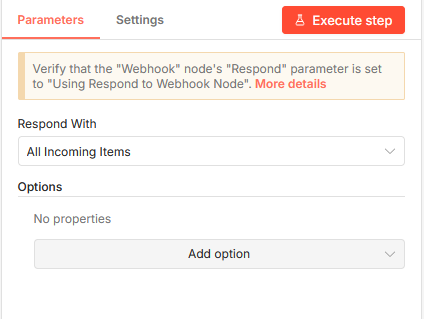 Parameters
Settings
Execute step
Verify that the "Webhook" node's "Respond" parameter is set
to "Using Respond to Webhook Node". More details
Respond With
All Incoming Items
Options
No properties
Add option